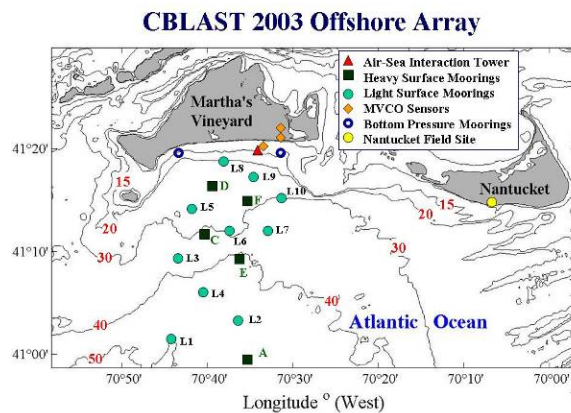 CBLAST 2003 Offshore Array
Air-Sea Interaction Tower
Heavy Surface Moorings
Light Surface Moorings
MVCO Sensors
Bottom Pressure Moorings
Nantucket Field Site
Martha's
Vineyard
Nantucket
41°20'
41°10'
41°00'
15
20
30
40
50
15
20
30
40
L8
L9
D
L10
F
L5
C
L6
L7
L3
E
L4
L2
L1
A
Atlantic Ocean
70°50' 70°40' 70°30' 70°20' 70°10' 70°00'
Longitude ° (West)